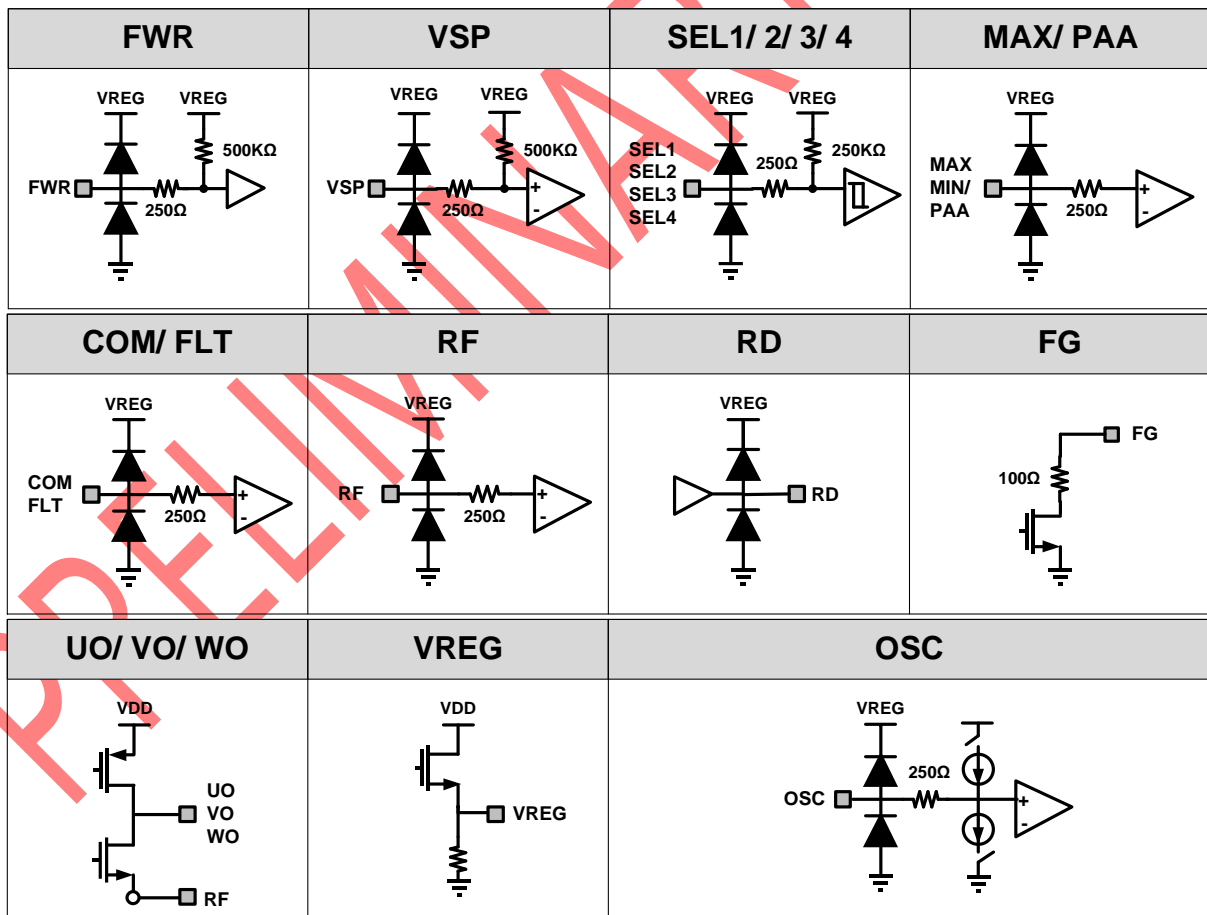 FWR
VSP
SEL1/ 2/ 3/ 4
MAX/ PAA
VREG
VREG
500KΩ
FWR
250Ω
VREG
VREG
500KΩ
VSP
250Ω
+
-
VREG
VREG
SEL1
SEL2
SEL3
SEL4
250Ω
250KΩ
VREG
MAX
MIN/
PAA
250Ω
+
-
COM/ FLT
RF
RD
FG
VREG
COM
FLT
250Ω
+
-
VREG
RF
250Ω
+
-
VREG
RD
FG
100Ω
UO/ VO/ WO
VREG
OSC
VDD
UO
VO
WO
RF
VDD
VREG
VREG
250Ω
OSC
+
-
PRELIMINAR